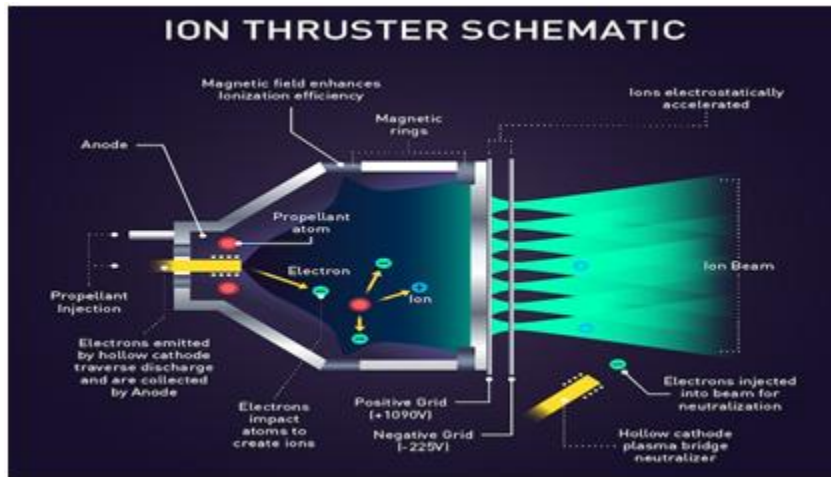 ION THRUSTER SCHEMATIC
Magnetic field enhances
Ionization efficiency
Ions electrostatically
accelerated
Magnetic
rings
Anode
Propellant
atom
Electron
Ion
Ion Beam
Propellant
Injection
Electrons emitted
by hollow cathode
traverse discharge
and are collected
by Anode
Electrons
impact
atoms to
create ions
Positive Grid
(+1090V)
Negative Grid
(-225V)
Electrons injected
into beam for
neutralization
Hollow cathode
plasma bridge
neutralizer